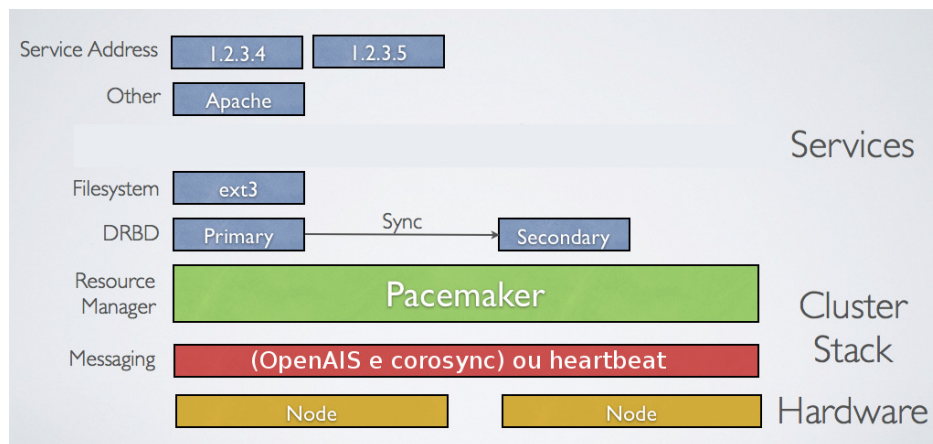 Service Address 1.2.3.4 1.2.3.5
Other Apache
Services
Filesystem ext3
DRBD Primary Sync Secondary
Resource
Manager
Pacemaker
Cluster
Stack
Messaging (OpenAIS e corosync) ou heartbeat
Node Node Hardware